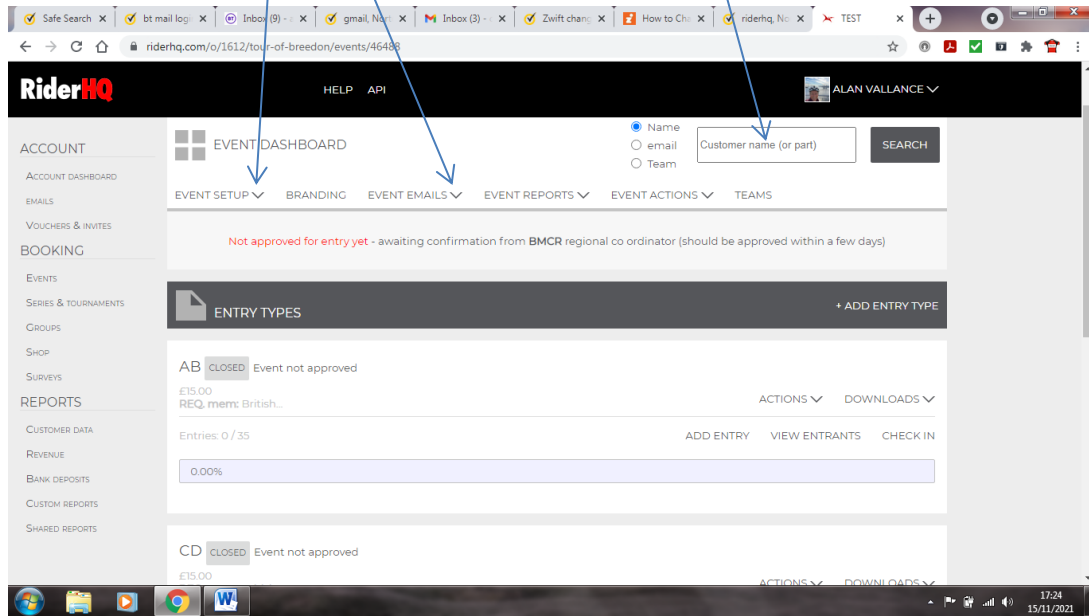 Safe Search
bt mail logi
Inbox (9) -
gmail, Nort
Inbox (3) -
Zwift chang
How to Ch
riderhq, No
TEST
riderhq.com/o/1612/tour-of-breedon/events/46488
RiderHQ
HELP API
ALAN VALLANCE
ACCOUNT
ACCOUNT DASHBOARD
EMAILS
VOUCHERS & INVITES
BOOKING
EVENTS
SERIES & TOURNAMENTS
GROUPS
SHOP
SURVEYS
REPORTS
CUSTOMER DATA
REVENUE
BANK DEPOSITS
CUSTOM REPORTS
SHARED REPORTS
EVENT DASHBOARD
Name
email
Team
Customer name (or part)
SEARCH
EVENT SETUP BRANDING EVENT EMAILS EVENT REPORTS EVENT ACTIONS TEAMS
Not approved for entry yet - awaiting confirmation from BMCR regional co ordinator (should be approved within a few days)
ENTRY TYPES
+ ADD ENTRY TYPE
AB CLOSED Event not approved
£15.00
REQ. mem: British...
ACTIONS DOWNLOADS
Entries: 0 / 35
ADD ENTRY VIEW ENTRANTS CHECK IN
0.00%
CD CLOSED Event not approved
£15.00
ACTIONS DOWNLOADS
17:24
15/11/2021